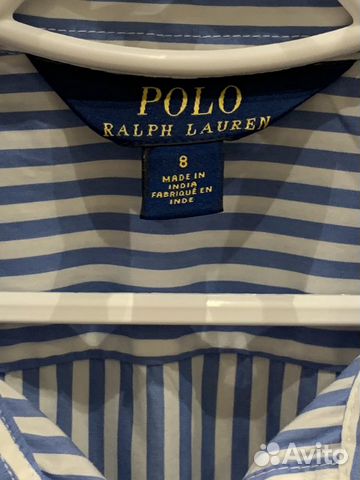 POLO
RALPH LAUREN
8
MADE IN
INDIA
FABRIQUÉ EN
INDE
Avito